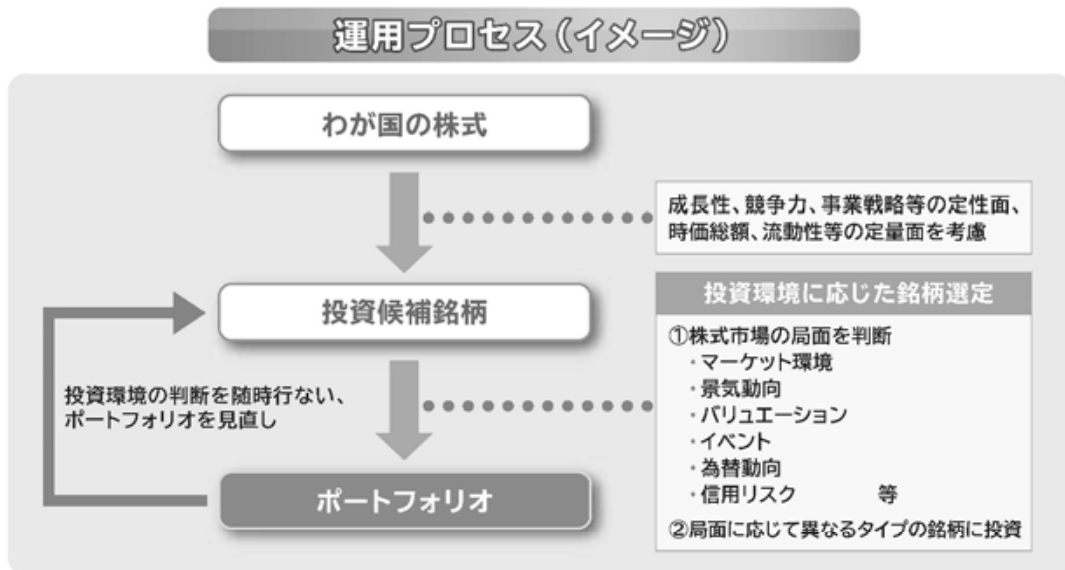 運用プロセス(イメージ)
わが国の株式
成長性、競争力、事業戦略等の定性面、
時価総額、流動性等の定量面を考慮
投資候補銘柄
投資環境に応じた銘柄選定
①株式市場の局面を判断
・マーケット環境
・景気動向
・バリュエーション
・イベント
・為替動向
・信用リスク 等
②局面に応じて異なるタイプの銘柄に投資
投資環境の判断を随時行ない、
ポートフォリオを見直し
ポートフォリオ